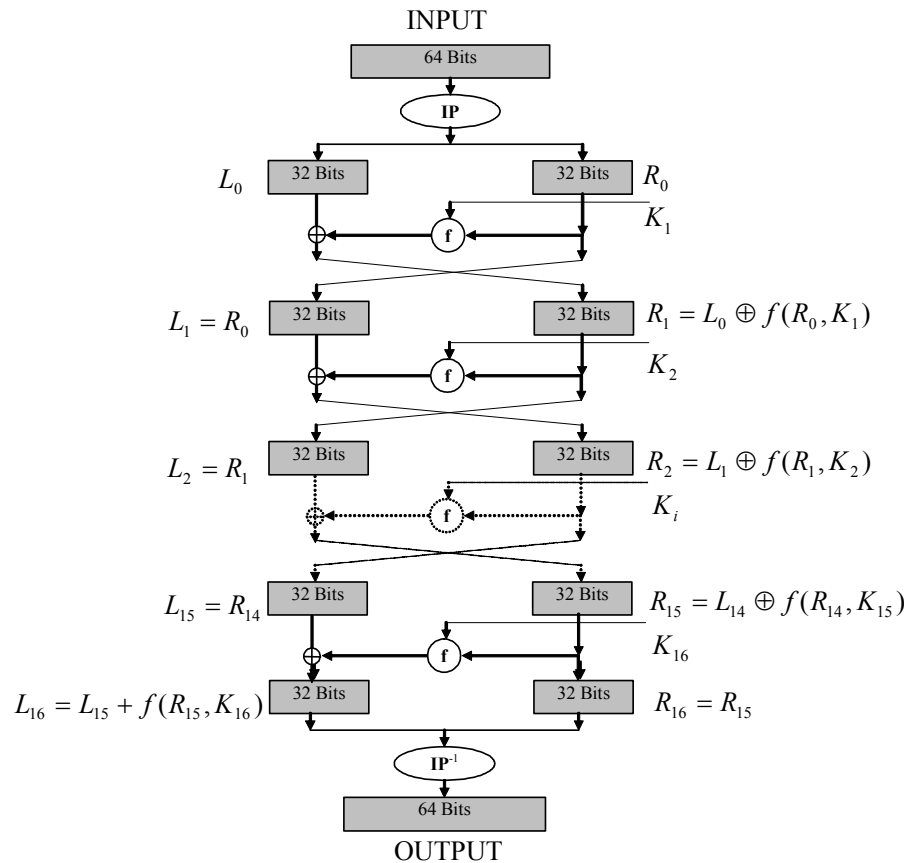 INPUT
64 Bits
IP
L₀
32 Bits
32 Bits
R₀
K₁
f
L₁ = R₀
32 Bits
32 Bits
R₁ = L₀ ⊕ f(R₀, K₁)
K₂
f
L₂ = R₁
32 Bits
32 Bits
R₂ = L₁ ⊕ f(R₁, K₂)
Kᵢ
f
L₁₅ = R₁₄
32 Bits
32 Bits
R₁₅ = L₁₄ ⊕ f(R₁₄, K₁₅)
K₁₆
f
L₁₆ = L₁₅ + f(R₁₅, K₁₆)
32 Bits
32 Bits
R₁₆ = R₁₅
IP⁻¹
64 Bits
OUTPUT